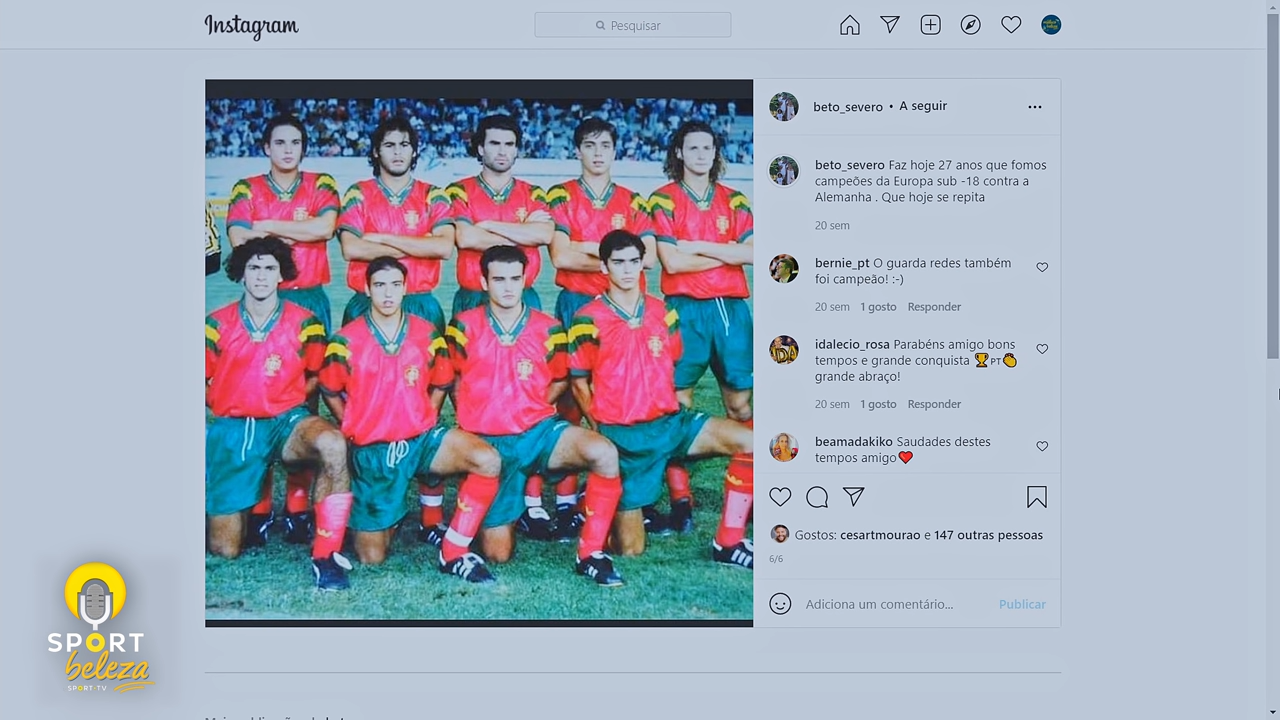 Instagram
Pesquisar
beto_severo • A seguir
beto_severo Faz hoje 27 anos que fomos
campeões da Europa sub -18 contra a
Alemanha . Que hoje se repita
20 sem
bernie_pt O guarda redes também
foi campeão! :-)
20 sem 1 gosto Responder
idalecio_rosa Parabéns amigo bons
tempos e grande conquista 🏆PT👏
grande abraço!
20 sem 1 gosto Responder
beamadakiko Saudades destes
tempos amigo❤️
Gostos: cesartmourao e 147 outras pessoas
6/6
Adiciona um comentário... Publicar
SPORT
beleza
SPORT•TV